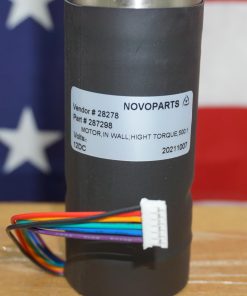 NOVOPARTS
Vendor # 28278
Part # 287298
MOTOR, IN WALL, HIGHT TORQUE, 500:1
Volts:-
12DC 20211007